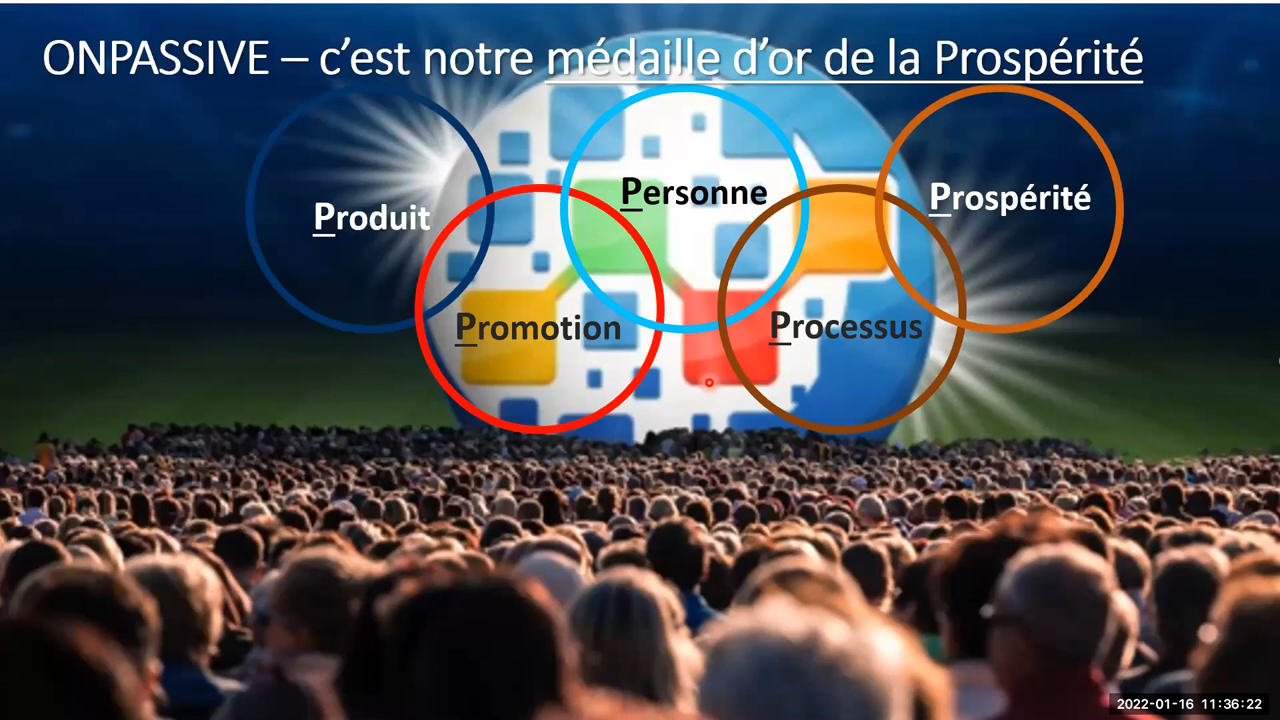 ONPASSIVE – c’est notre médaille d’or de la Prospérité
Produit
Personne
Prospérité
Promotion
Processus
2022-01-16 11:36:22